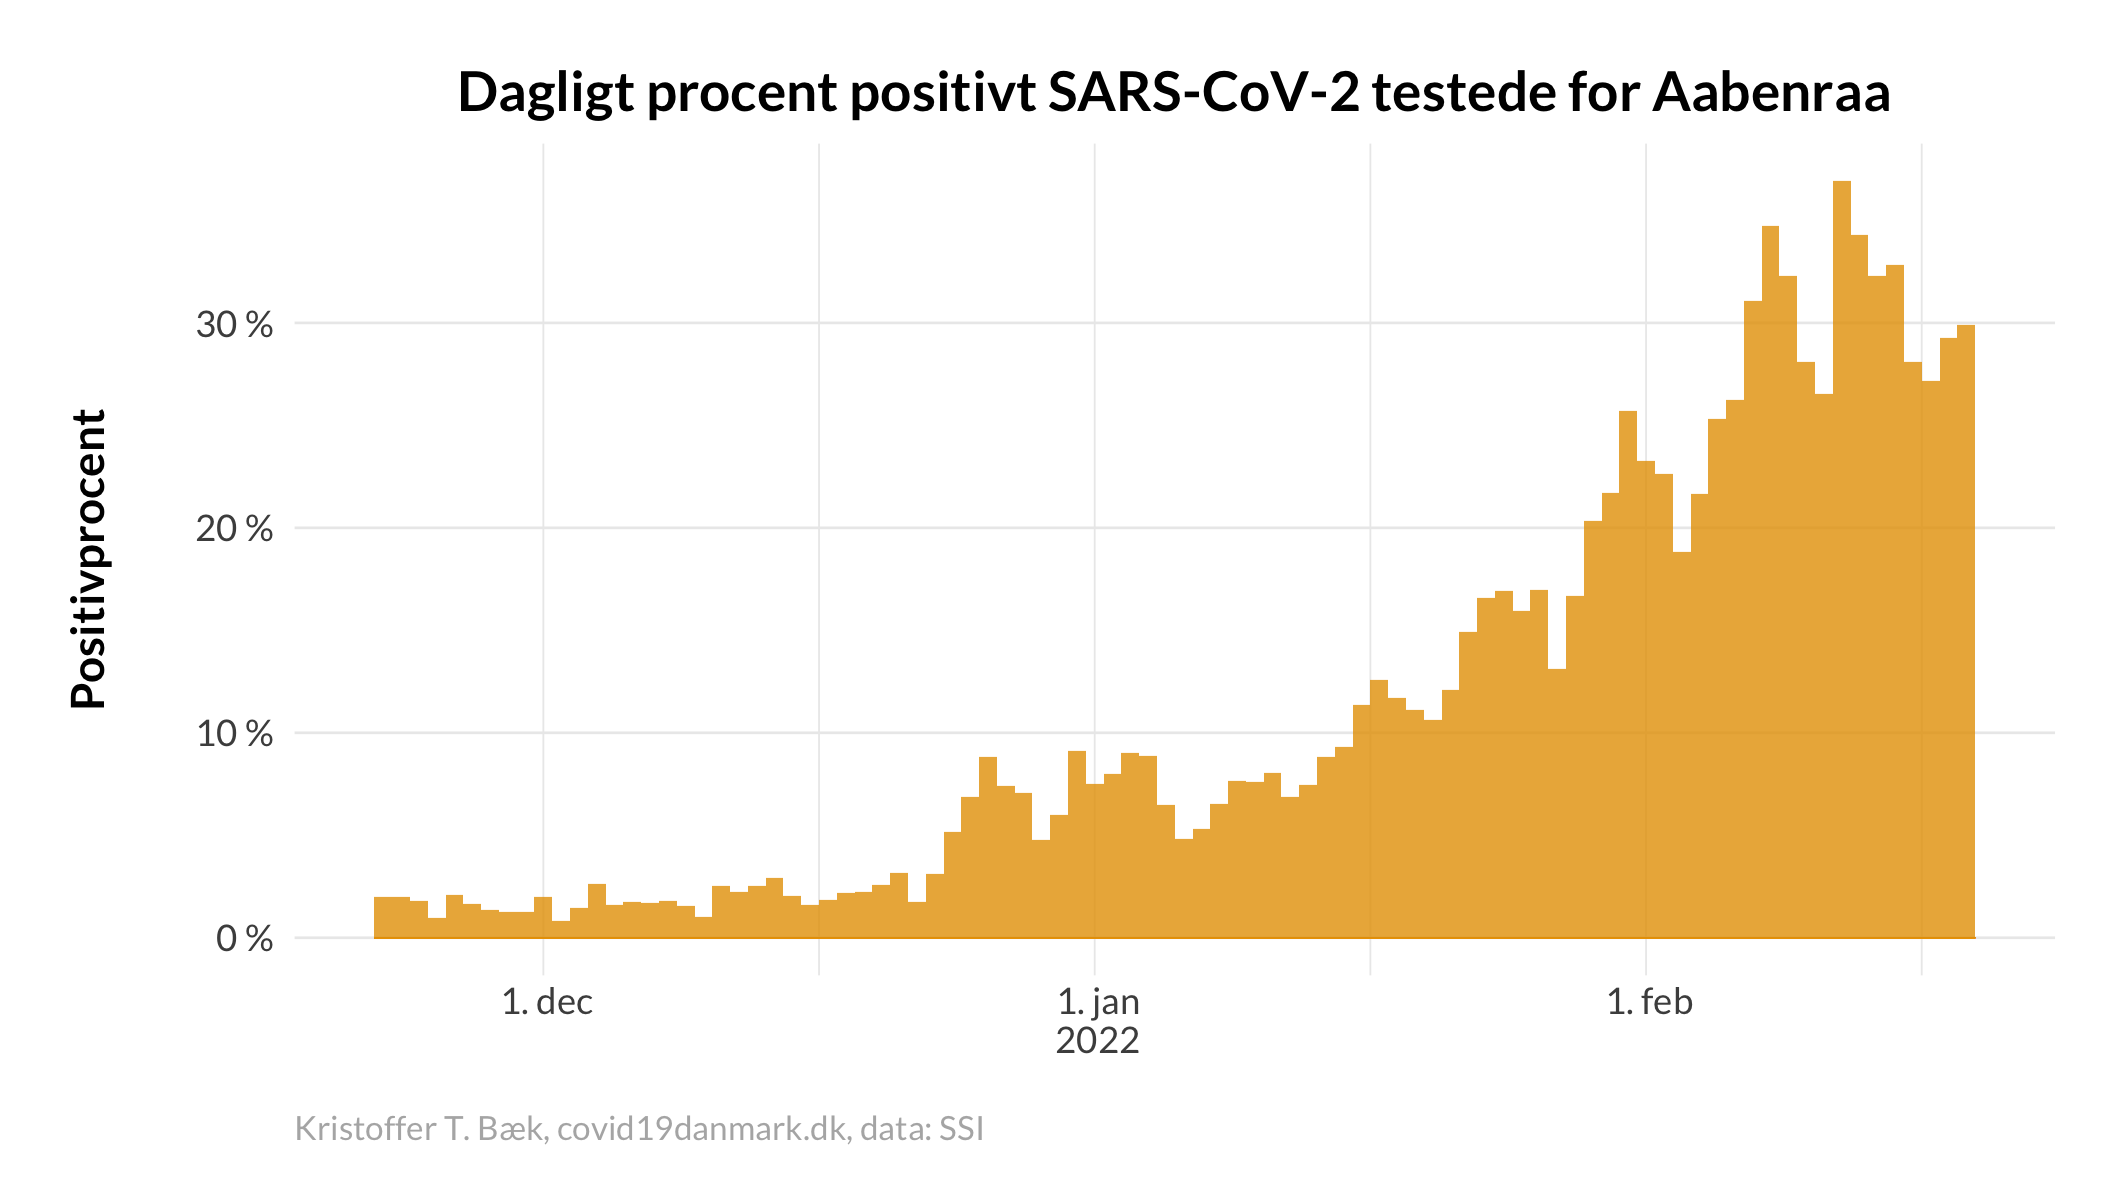 Dagligt procent positivt SARS-CoV-2 testede for Aabenraa
Positivprocent
30 %
20 %
10 %
0 %
1. dec
1. jan
2022
1. feb
Kristoffer T. Bæk, covid19danmark.dk, data: SSI